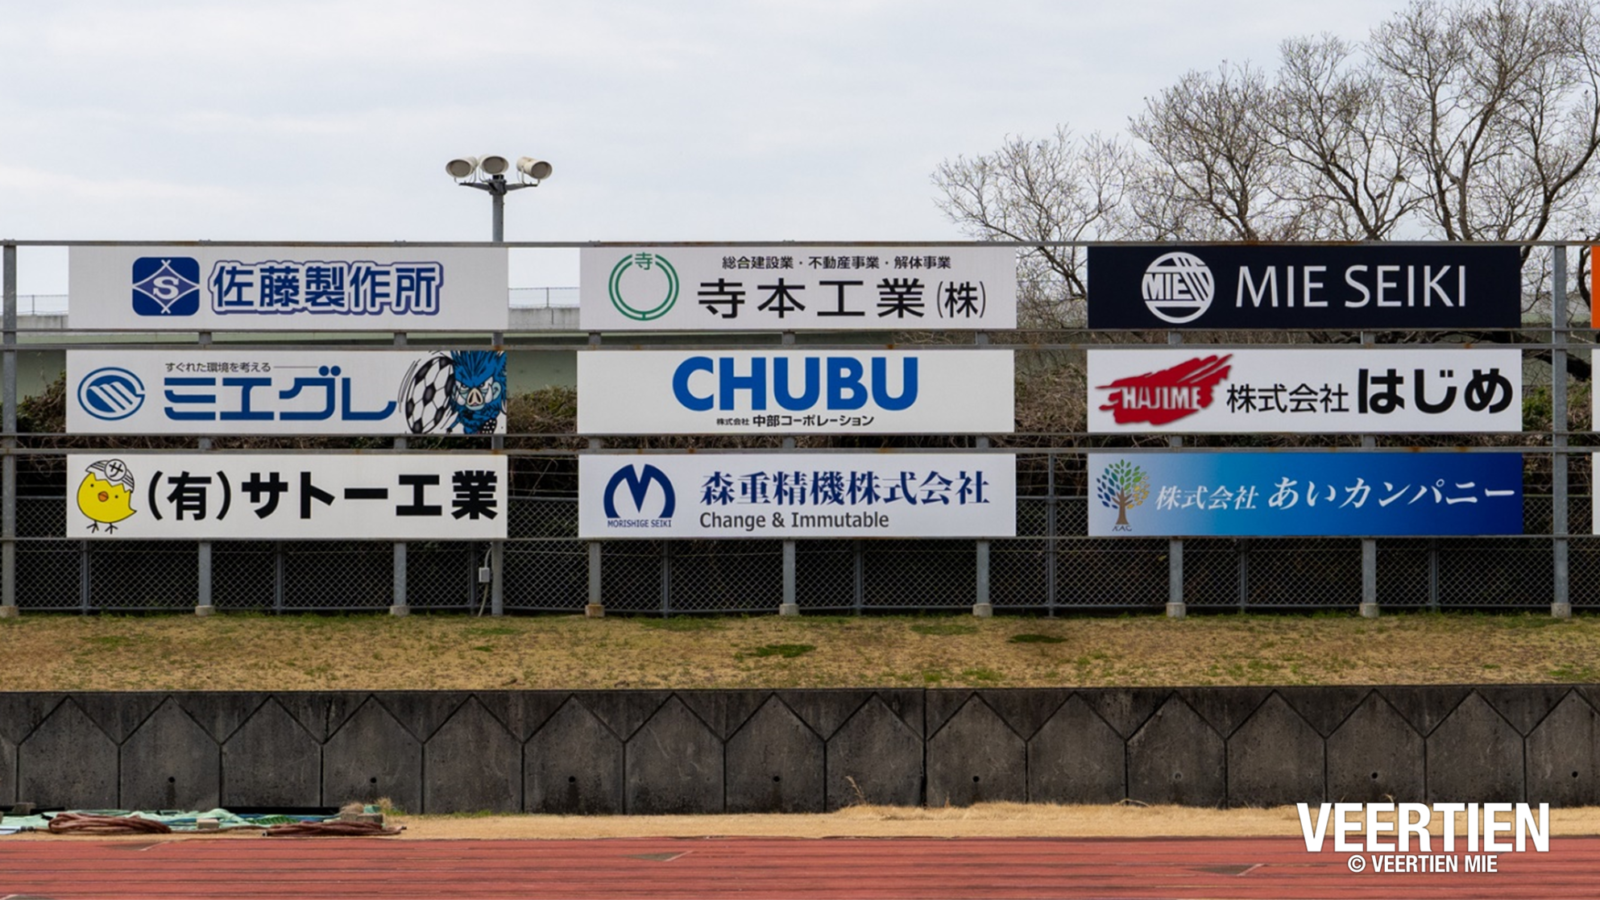 S 佐藤製作所
寺
総合建設業・不動産事業・解体事業
寺本工業(株)
MIE MIE SEIKI
すぐれた環境を考える
ミエグレ
CHUBU
株式会社 中部コーポレーション
HAJIME 株式会社 はじめ
サ
(有)サトー工業
MORISHIGE SEIKI
森重精機株式会社
Change & Immutable
AAC
株式会社 あいカンパニー
VEERTIEN
© VEERTIEN MIE